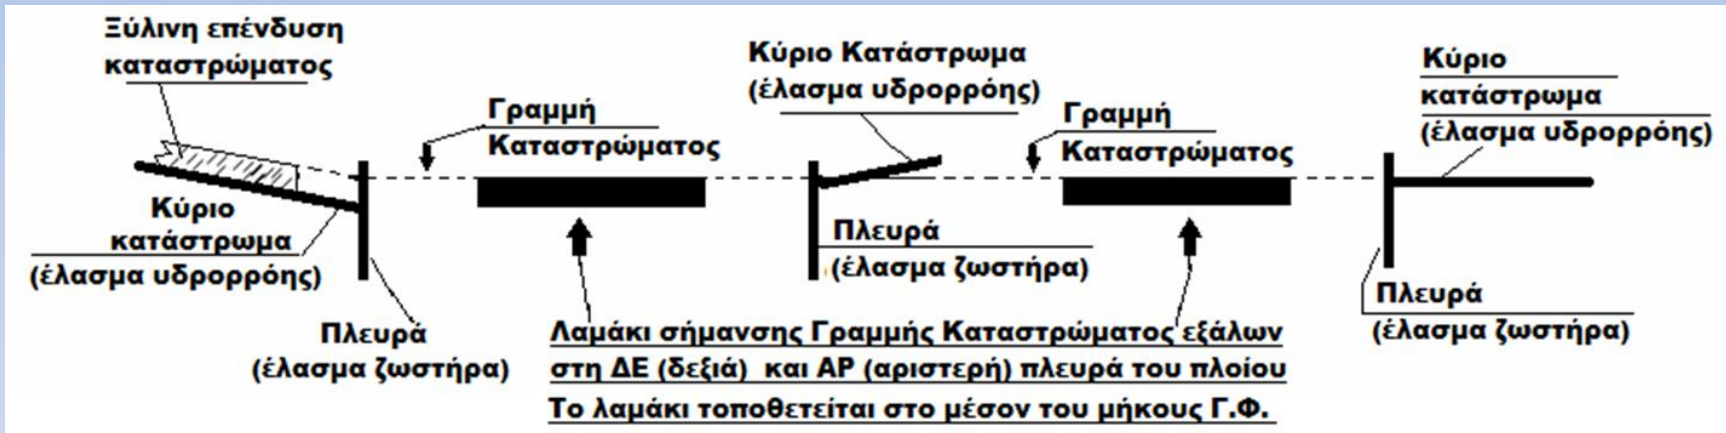 Ξύλινη επένδυση
καταστρώματος
Κύριο
κατάστρωμα
(έλασμα υδρορρόης)
Πλευρά
(έλασμα ζωστήρα)
Γραμμή
Καταστρώματος
Κύριο Κατάστρωμα
(έλασμα υδρορρόης)
Πλευρά
(έλασμα ζωστήρα)
Γραμμή
Καταστρώματος
Κύριο
κατάστρωμα
(έλασμα υδρορρόης)
Πλευρά
(έλασμα ζωστήρα)
Λαμάκι σήμανσης Γραμμής Καταστρώματος εξάλων
στη ΔΕ (δεξιά) και ΑΡ (αριστερή) πλευρά του πλοίου
Το λαμάκι τοποθετείται στο μέσον του μήκους Γ.Φ.